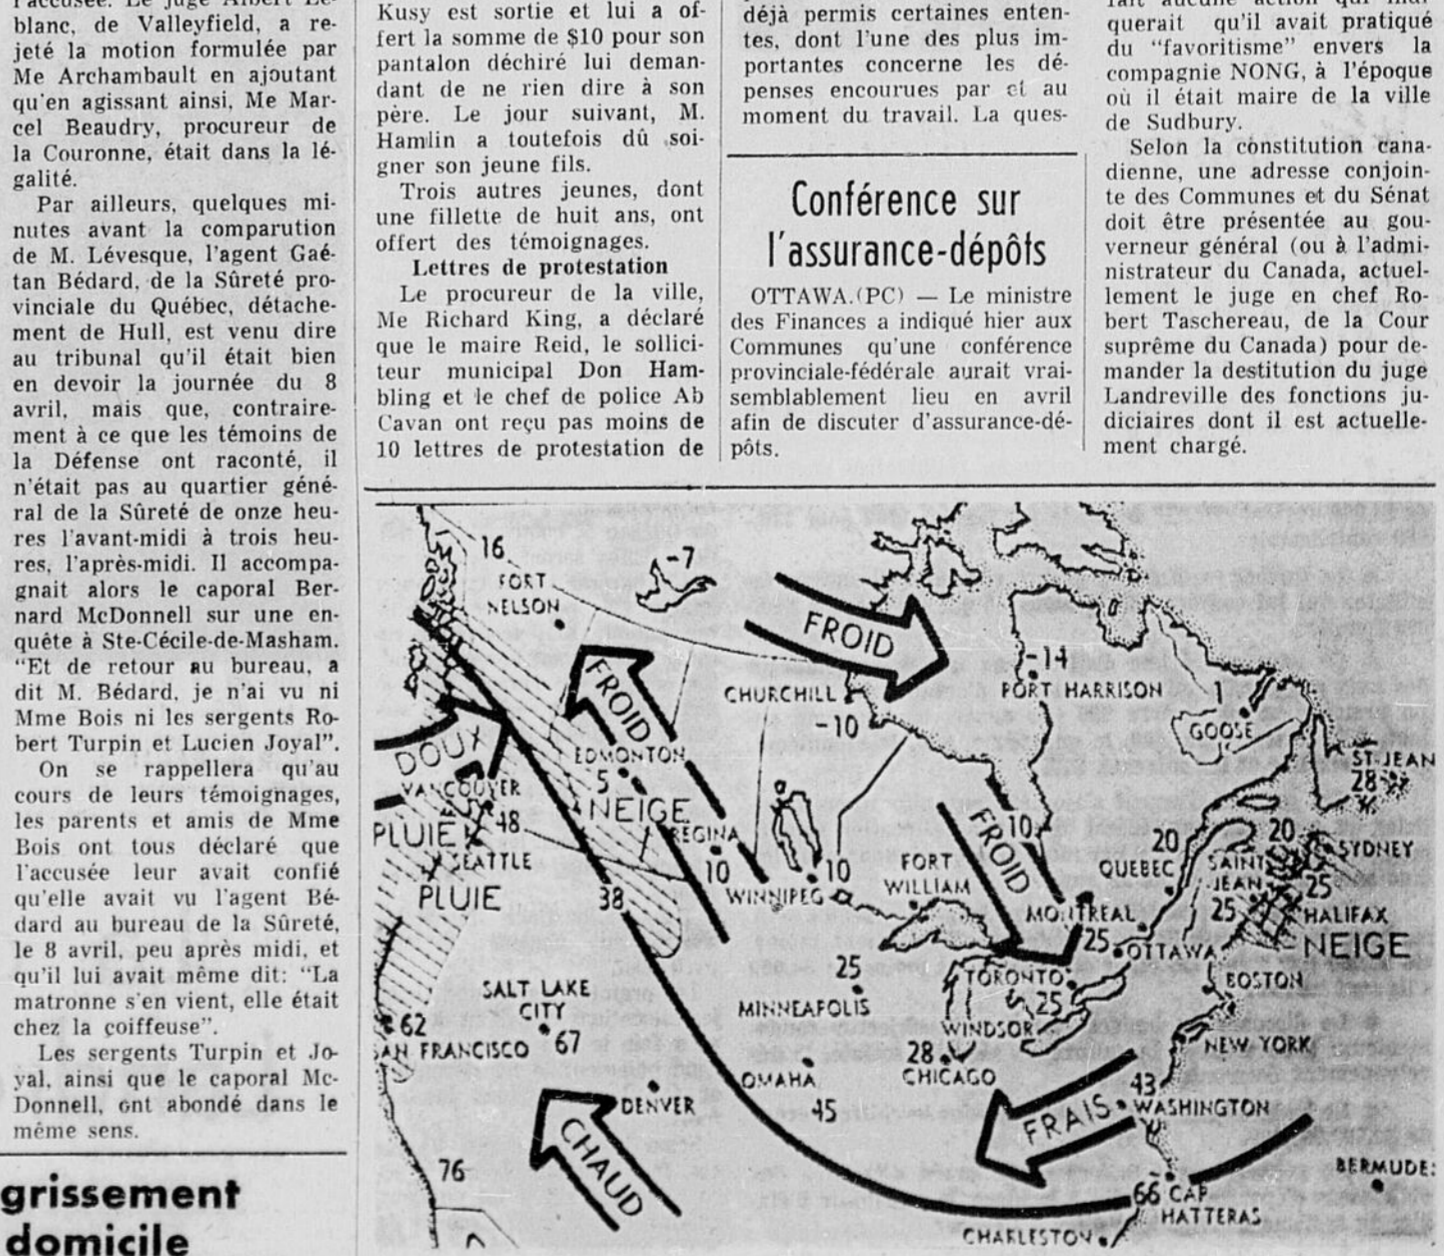 l'accusée. Le juge Albert Le-
blanc, de Valleyfield, a re-
jeté la motion formulée par
Me Archambault en ajoutant
qu'en agissant ainsi, Me Mar-
cel Beaudry, procureur de
la Couronne, était dans la lé-
galité.
Par ailleurs, quelques mi-
nutes avant la comparution
de M. Lévesque, l'agent Gaé-
tan Bédard, de la Sûreté pro-
vinciale du Québec, détache-
ment de Hull, est venu dire
au tribunal qu'il était bien
en devoir la journée du 8
avril, mais que, contraire-
ment à ce que les témoins de
la Défense ont raconté, il
n'était pas au quartier géné-
ral de la Sûreté de onze heu-
res l'avant-midi à trois heu-
res, l'après-midi. Il accompa-
gnait alors le caporal Ber-
nard McDonnell sur une en-
quête à Ste-Cécile-de-Masham.
"Et de retour au bureau, a
dit M. Bédard, je n'ai vu ni
Mme Bois ni les sergents Ro-
bert Turpin et Lucien Joyal".
On se rappellera qu'au
cours de leurs témoignages,
les parents et amis de Mme
Bois ont tous déclaré que
l'accusée leur avait confié
qu'elle avait vu l'agent Bé-
dard au bureau de la Sûreté,
le 8 avril, peu après midi, et
qu'il lui avait même dit: "La
matronne s'en vient, elle était
chez la coiffeuse".
Les sergents Turpin et Jo-
yal, ainsi que le caporal Mc-
Donnell, ont abondé dans le
même sens.
grissement
domicile
Kusy est sortie et lui a of-
fert la somme de $10 pour son
pantalon déchiré lui deman-
dant de ne rien dire à son
père. Le jour suivant, M.
Hamlin a toutefois dû soi-
gner son jeune fils.
Trois autres jeunes, dont
une fillette de huit ans, ont
offert des témoignages.
Lettres de protestation
Le procureur de la ville,
Me Richard King, a déclaré
que le maire Reid, le sollici-
teur municipal Don Ham-
bling et le chef de police Ab
Cavan ont reçu pas moins de
10 lettres de protestation de
déjà permis certaines enten-
tes, dont l'une des plus im-
portantes concerne les dé-
penses encourues par et au
moment du travail. La ques-
Conférence sur
l'assurance-dépôts
OTTAWA.(PC) — Le ministre
des Finances a indiqué hier aux
Communes qu'une conférence
provinciale-fédérale aurait vrai-
semblablement lieu en avril
afin de discuter d'assurance-dé-
pôts.
querait qu'il avait pratiqué
du "favoritisme" envers la
compagnie NONG, à l'époque
où il était maire de la ville
de Sudbury.
Selon la constitution cana-
dienne, une adresse conjoin-
te des Communes et du Sénat
doit être présentée au gou-
verneur général (ou à l'admi-
nistrateur du Canada, actuel-
lement le juge en chef Ro-
bert Taschereau, de la Cour
suprême du Canada) pour de-
mander la destitution du juge
Landreville des fonctions ju-
diciaires dont il est actuelle-
ment chargé.
16
FORT
NELSON
-7
FROID
-14
PORT HARRISON
CHURCHILL
-10
1
GOOSE
ST-JEAN
28
FROID
DOUX
EDMONTON
5
VANCOUVER
48
NEIGE
PLUIE
SEATTLE
PLUIE
REGINA
10
WINNIPEG
10
38
FROID
10
FORT
WILLIAM
20
QUEBEC
20
SYDNEY
SAINT
JEAN
25
25
HALIFAX
NEIGE
MONTREAL
25
OTTAWA
BOSTON
TORONTO
25
WINDSOR
25
MINNEAPOLIS
SALT LAKE
CITY
67
62
SAN FRANCISCO
NEW YORK
28
CHICAGO
OMAHA
45
DENVER
43
WASHINGTON
FRAIS
CHAUD
76
BERMUDE:
66 CAP
HATTERAS
CHARLESTON